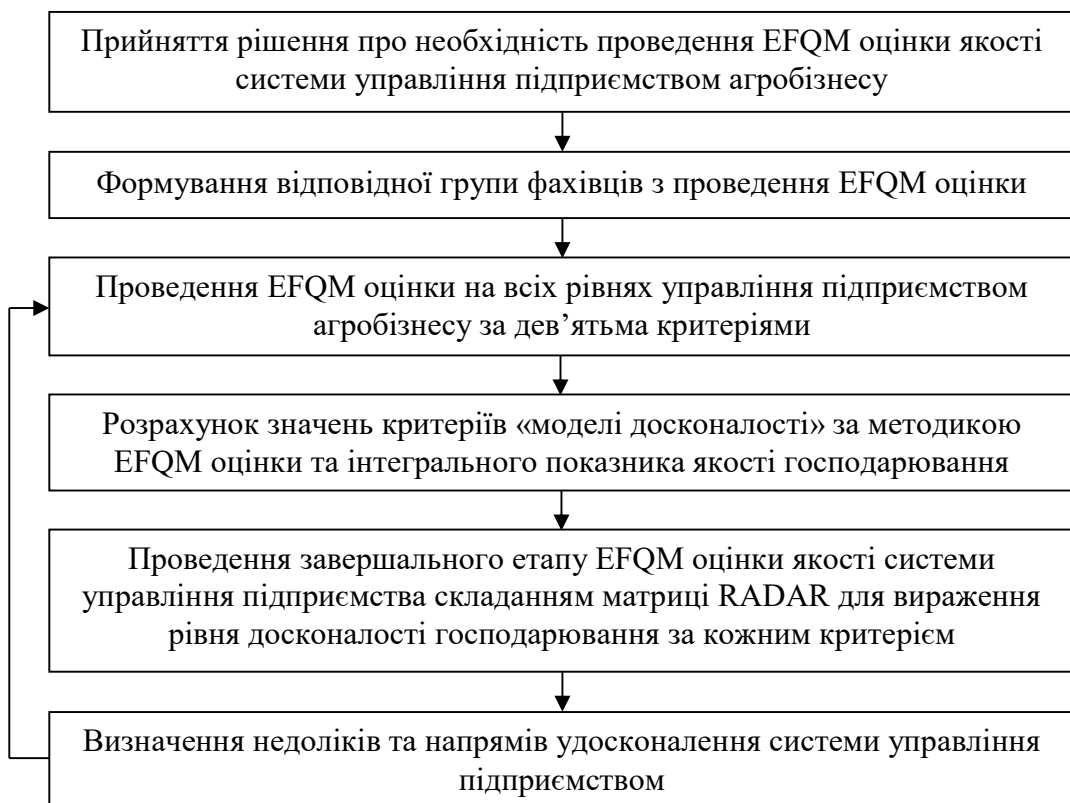 Прийняття рішення про необхідність проведення EFQM оцінки якості
системи управління підприємством агробізнесу
Формування відповідної групи фахівців з проведення EFQM оцінки
Проведення EFQM оцінки на всіх рівнях управління підприємством
агробізнесу за дев’ятьма критеріями
Розрахунок значень критеріїв «моделі досконалості» за методикою
EFQM оцінки та інтегрального показника якості господарювання
Проведення завершального етапу EFQM оцінки якості системи
управління підприємства складанням матриці RADAR для вираження
рівня досконалості господарювання за кожним критерієм
Визначення недоліків та напрямів удосконалення системи управління
підприємством